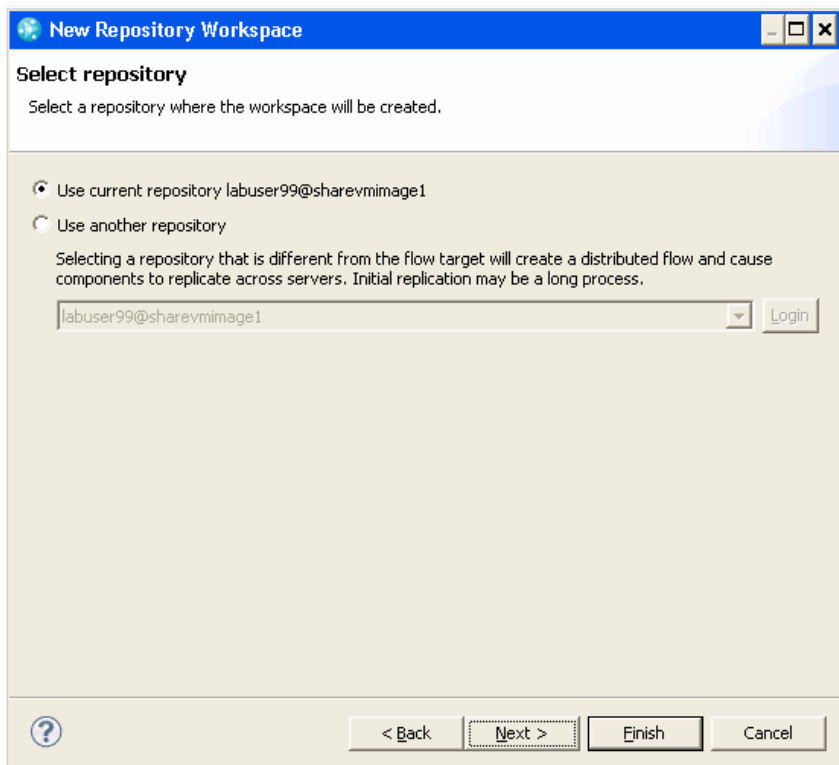 New Repository Workspace
Select repository
Select a repository where the workspace will be created.
Use current repository labuser99@sharevmimage1
Use another repository
Selecting a repository that is different from the flow target will create a distributed flow and cause
components to replicate across servers. Initial replication may be a long process.
labuser99@sharevmimage1
Login
?
< Back
Next >
Finish
Cancel